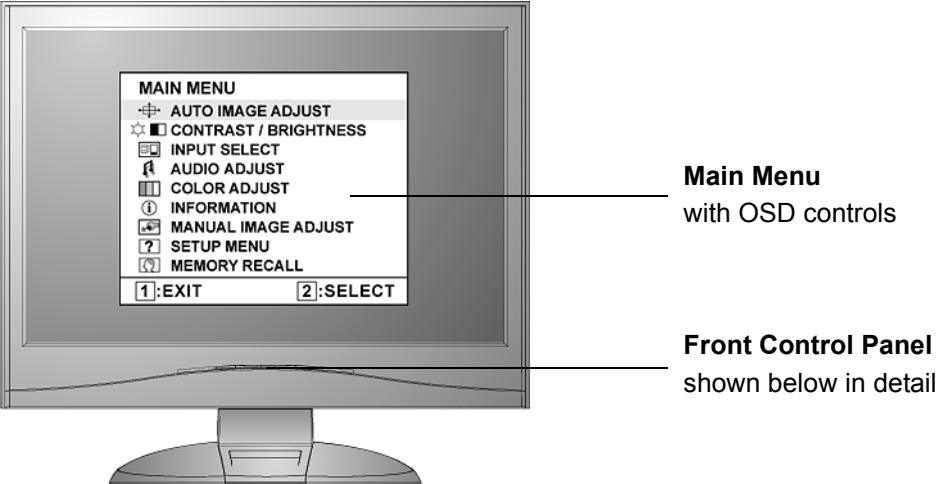 MAIN MENU
AUTO IMAGE ADJUST
CONTRAST / BRIGHTNESS
INPUT SELECT
AUDIO ADJUST
COLOR ADJUST
INFORMATION
MANUAL IMAGE ADJUST
SETUP MENU
MEMORY RECALL
1:EXIT 2:SELECT
Main Menu
with OSD controls
Front Control Panel
shown below in detail